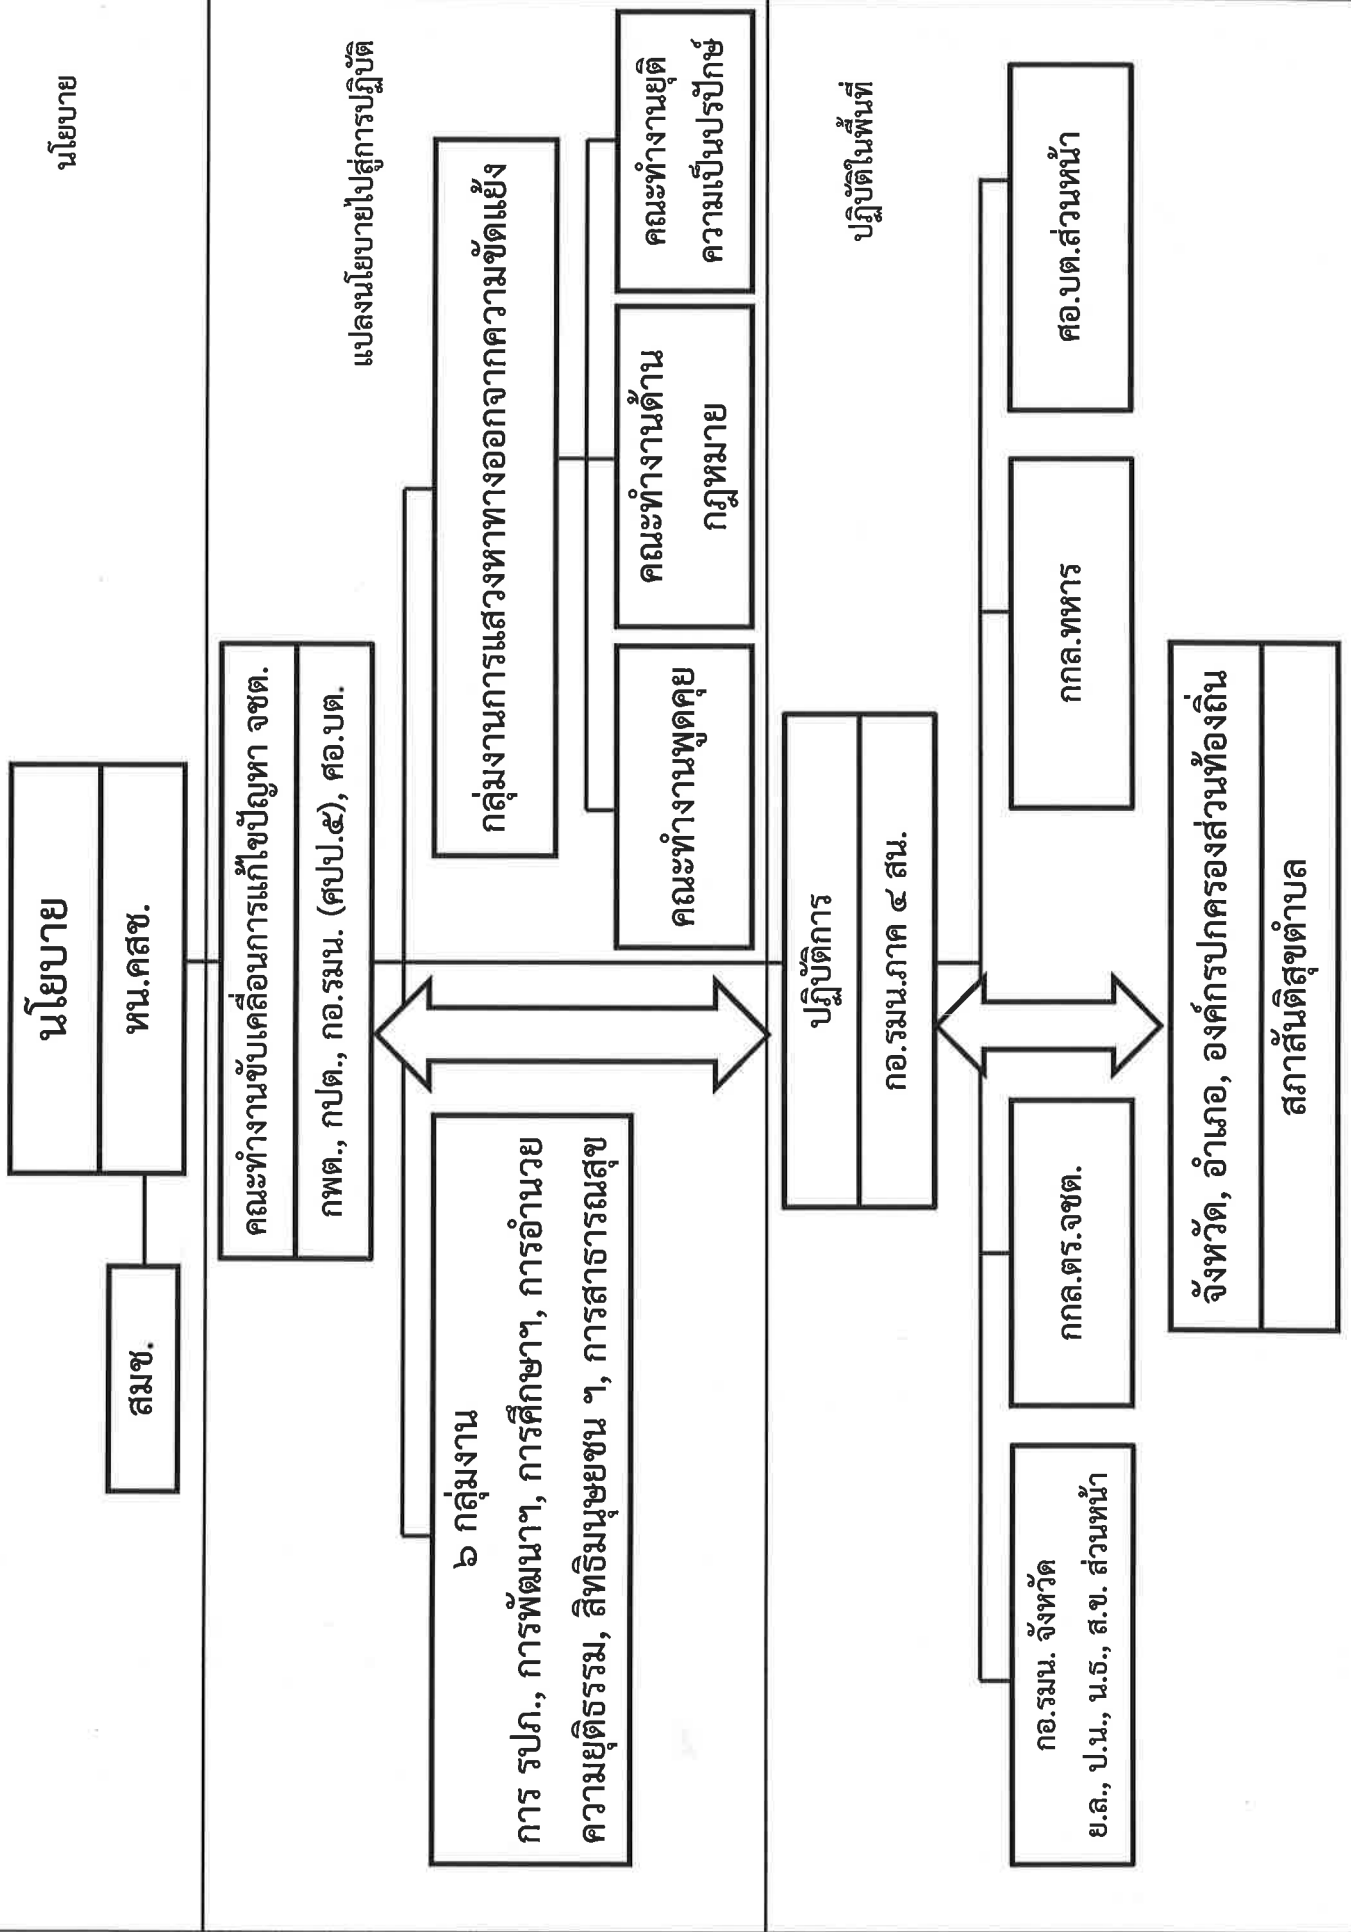 นโยบาย
นโยบาย
หน.คสช.
สมช.
แปลงนโยบายไปสู่การปฏิบัติ
คณะทำงานขับเคลื่อนการแก้ไขปัญหา จชต.
กพต., กปต., กอ.รมน. (ศปป.๕), ศอ.บต.
๖ กลุ่มงาน
การ รปภ., การพัฒนาฯ, การศึกษาฯ, การอำนวย
ความยุติธรรม, สิทธิมนุษยชน ฯ, การสาธารณสุข
กลุ่มงานการแสวงหาทางออกจากความขัดแย้ง
คณะทำงานพูดคุย
คณะทำงานด้าน
กฎหมาย
คณะทำงานยุติ
ความเป็นปรปักษ์
ปฏิบัติในพื้นที่
ปฏิบัติการ
กอ.รมน.ภาค ๔ สน.
กอ.รมน. จังหวัด
ย.ล., ป.น., น.ธ., ส.ข. ส่วนหน้า
กกล.ตร.จชต.
กกล.ทหาร
ศอ.บต.ส่วนหน้า
จังหวัด, อำเภอ, องค์กรปกครองส่วนท้องถิ่น
สภาสันติสุขตำบล